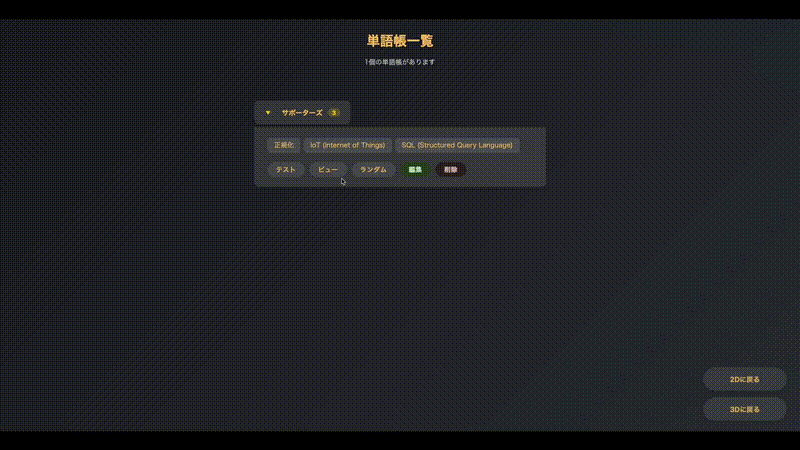 単語帳一覧
1個の単語帳があります
▼ サポーターズ 3
正規化 IoT (Internet of Things) SQL (Structured Query Language)
テスト ビュー ランダム 編集 削除
2Dに戻る
3Dに戻る